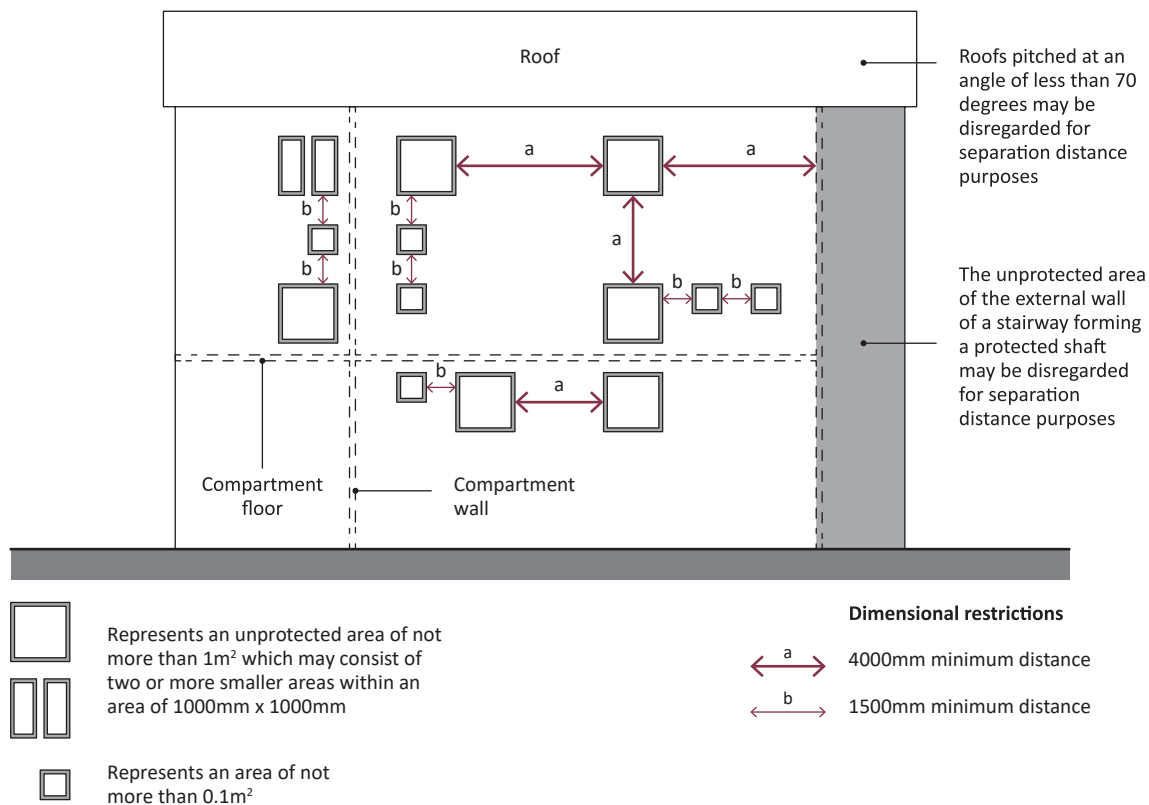 Roof
Roofs pitched at an
angle of less than 70
degrees may be
disregarded for
separation distance
purposes
a
a
b
b
a
b
b
b
b
The unprotected area
of the external wall
of a stairway forming
a protected shaft
may be disregarded
for separation
distance purposes
b
a
Compartment
floor
Compartment
wall
Represents an unprotected area of not
more than 1m² which may consist of
two or more smaller areas within an
area of 1000mm x 1000mm
Represents an area of not
more than 0.1m²
Dimensional restrictions
a
4000mm minimum distance
b
1500mm minimum distance